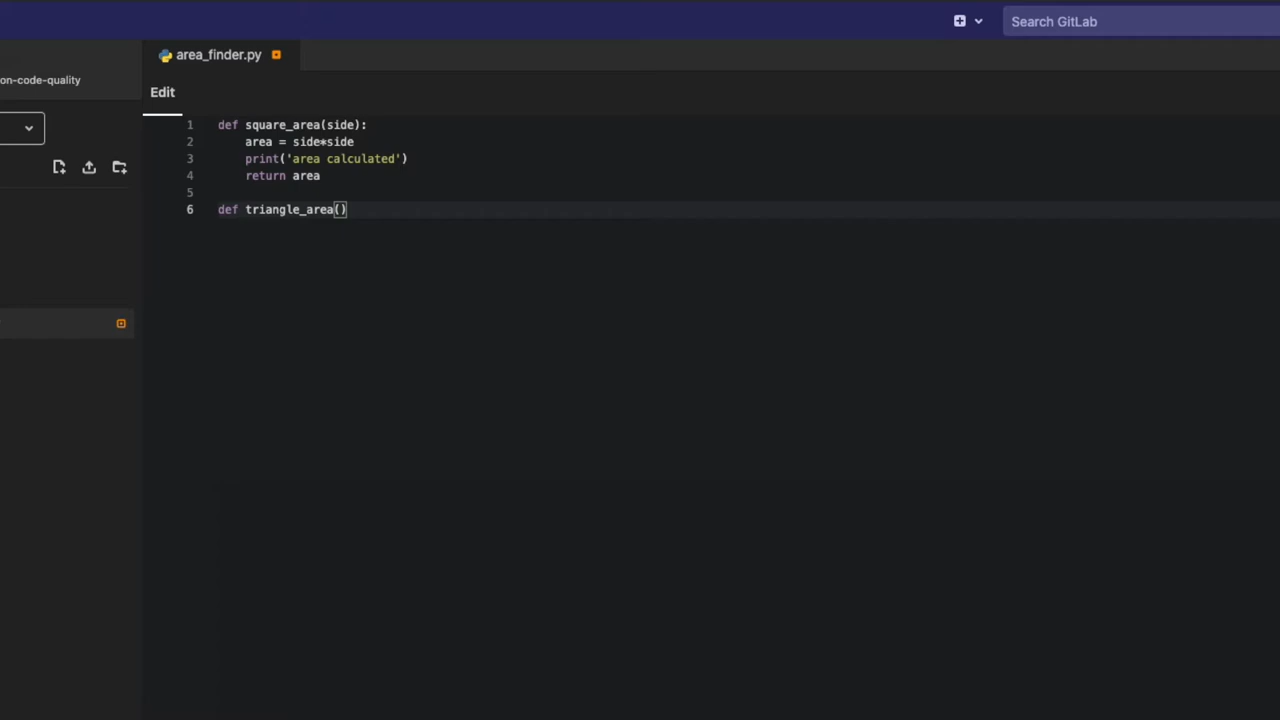 Search GitLab
area_finder.py
on-code-quality
Edit
1 def square_area(side):
2     area = side*side
3     print('area calculated')
4     return area
5
6 def triangle_area()